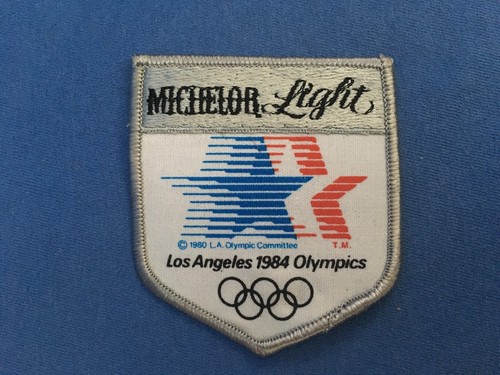 MICHELOB Light
© 1980 L.A. Olympic Committee T.M.
Los Angeles 1984 Olympics